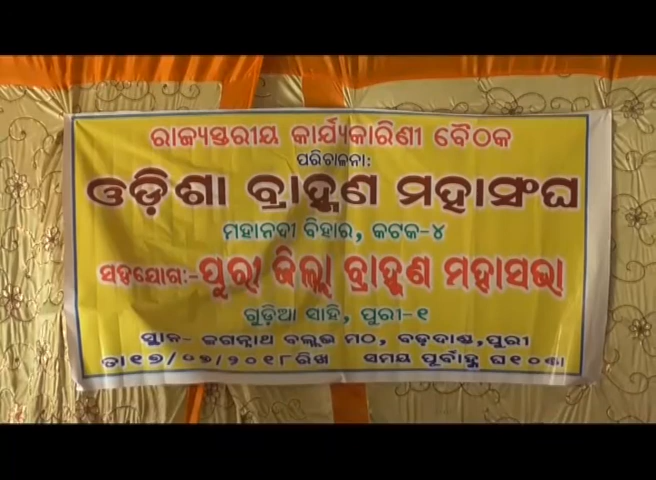 ରାଜ୍ୟସ୍ତରୀୟ କାର୍ଯ୍ୟକାରିଣୀ ବୈଠକ
ପରିଚାଳନା:
ଓଡ଼ିଶା ବ୍ରାହ୍ମଣ ମହାସଂଘ
ମହାନଦୀ ବିହାର, କଟକ-୪
ସହଯୋଗ:-ପୁରୀ ଜିଲ୍ଲା ବ୍ରାହ୍ମଣ ମହାସଭା
ଗୁଡ଼ିଆ ସାହି, ପୁରୀ-୧
ସ୍ଥାନ- ଜଗନ୍ନାଥ ବଲ୍ଲଭ ମଠ, ବଡ଼ଦାଣ୍ଡ,ପୁରୀ
ତା୧୭/୦୬/୨୦୧୮ରିଖ ସମୟ ପୂର୍ବାହ୍ନ ଘ୧୦ଟା